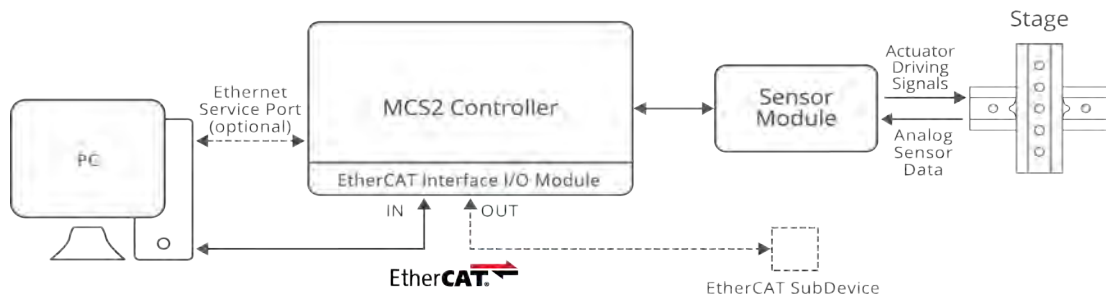 Stage
Actuator
Driving
Signals
Ethernet
Service Port
(optional)
MCS2 Controller
Sensor
Module
PC
Analog
Sensor
Data
EtherCAT Interface I/O Module
IN
OUT
EtherCAT®
EtherCAT SubDevice